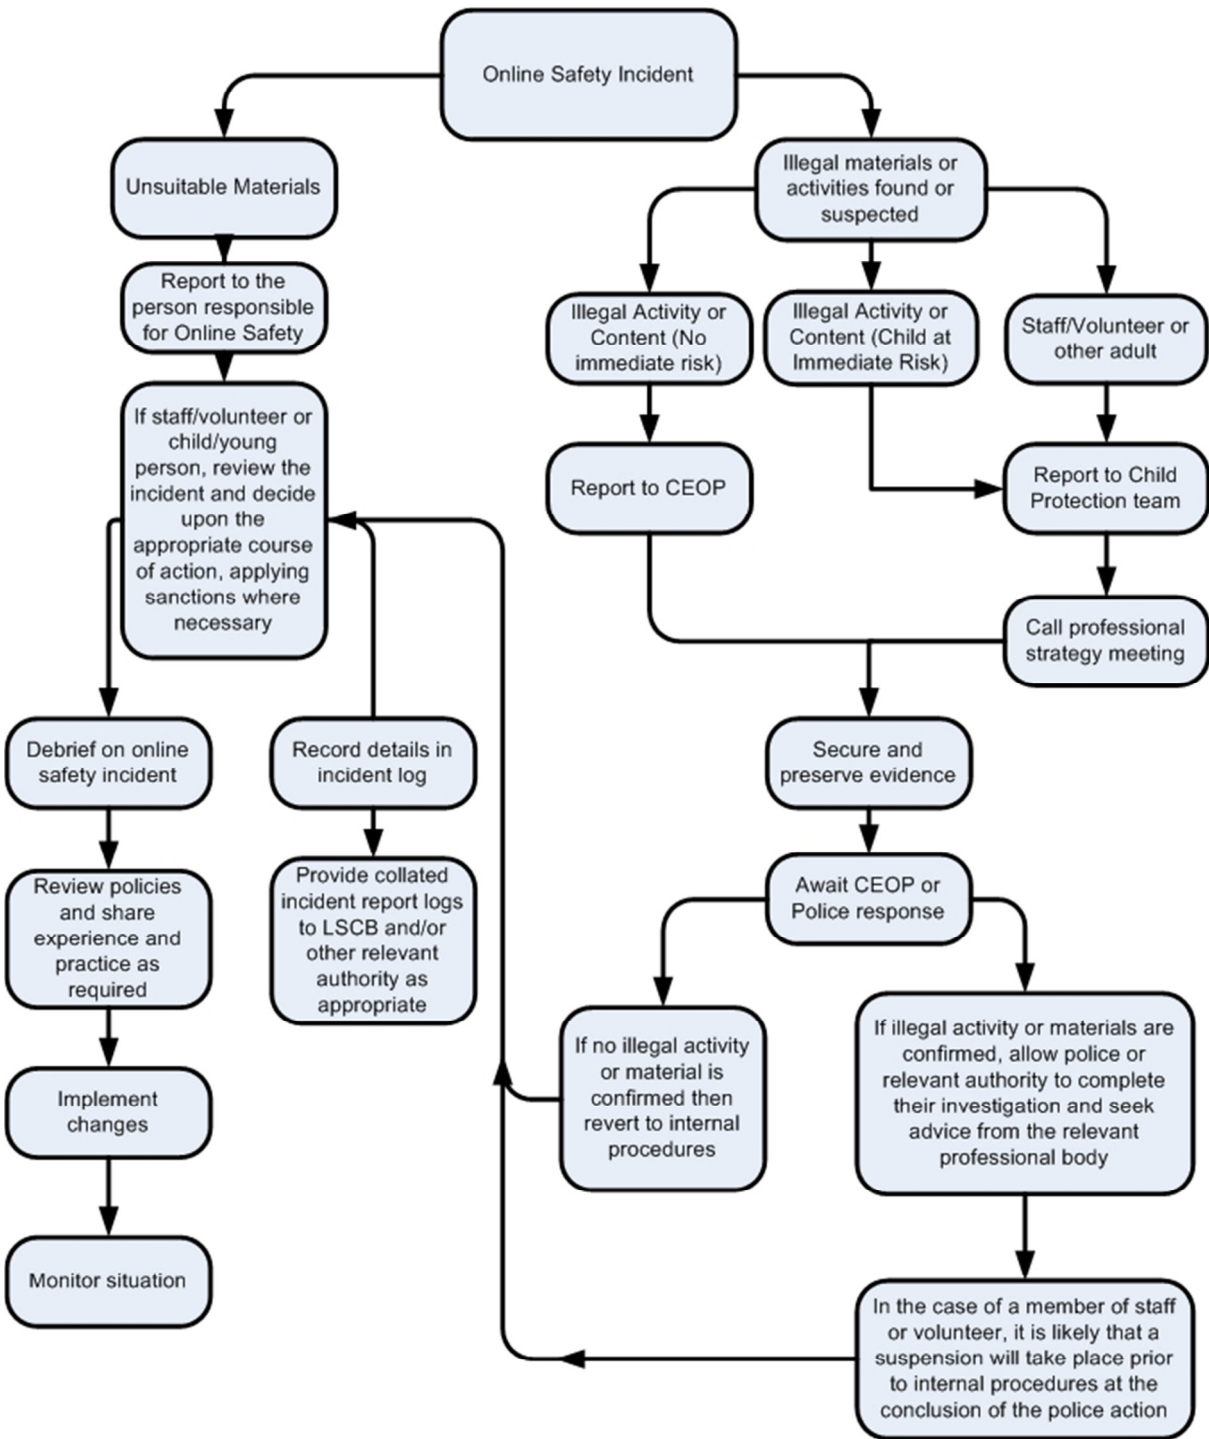 Online Safety Incident
Unsuitable Materials
Report to the
person responsible
for Online Safety
If staff/volunteer or
child/young
person, review the
incident and decide
upon the
appropriate course
of action, applying
sanctions where
necessary
Debrief on online
safety incident
Review policies
and share
experience and
practice as
required
Implement
changes
Monitor situation
Record details in
incident log
Provide collated
incident report logs
to LSCB and/or
other relevant
authority as
appropriate
Illegal materials or
activities found or
suspected
Illegal Activity or
Content (No
immediate risk)
Illegal Activity or
Content (Child at
Immediate Risk)
Staff/Volunteer or
other adult
Report to CEOP
Report to Child
Protection team
Call professional
strategy meeting
Secure and
preserve evidence
Await CEOP or
Police response
If no illegal activity
or material is
confirmed then
revert to internal
procedures
If illegal activity or materials are
confirmed, allow police or
relevant authority to complete
their investigation and seek
advice from the relevant
professional body
In the case of a member of staff
or volunteer, it is likely that a
suspension will take place prior
to internal procedures at the
conclusion of the police action